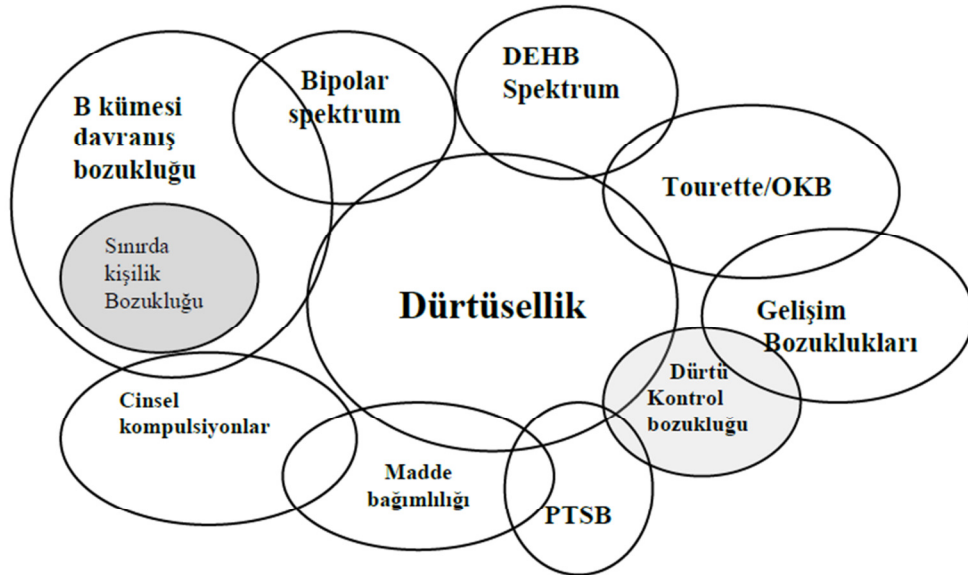 B kümesi
davranış
bozukluğu
Sınırda
kişilik
Bozukluğu
Bipolar
spektrum
DEHB
Spektrum
Tourette/OKB
Dürtüsellik
Gelişim
Bozuklukları
Dürtü
Kontrol
bozukluğu
Cinsel
kompulsiyonlar
Madde
bağımlılığı
PTSB